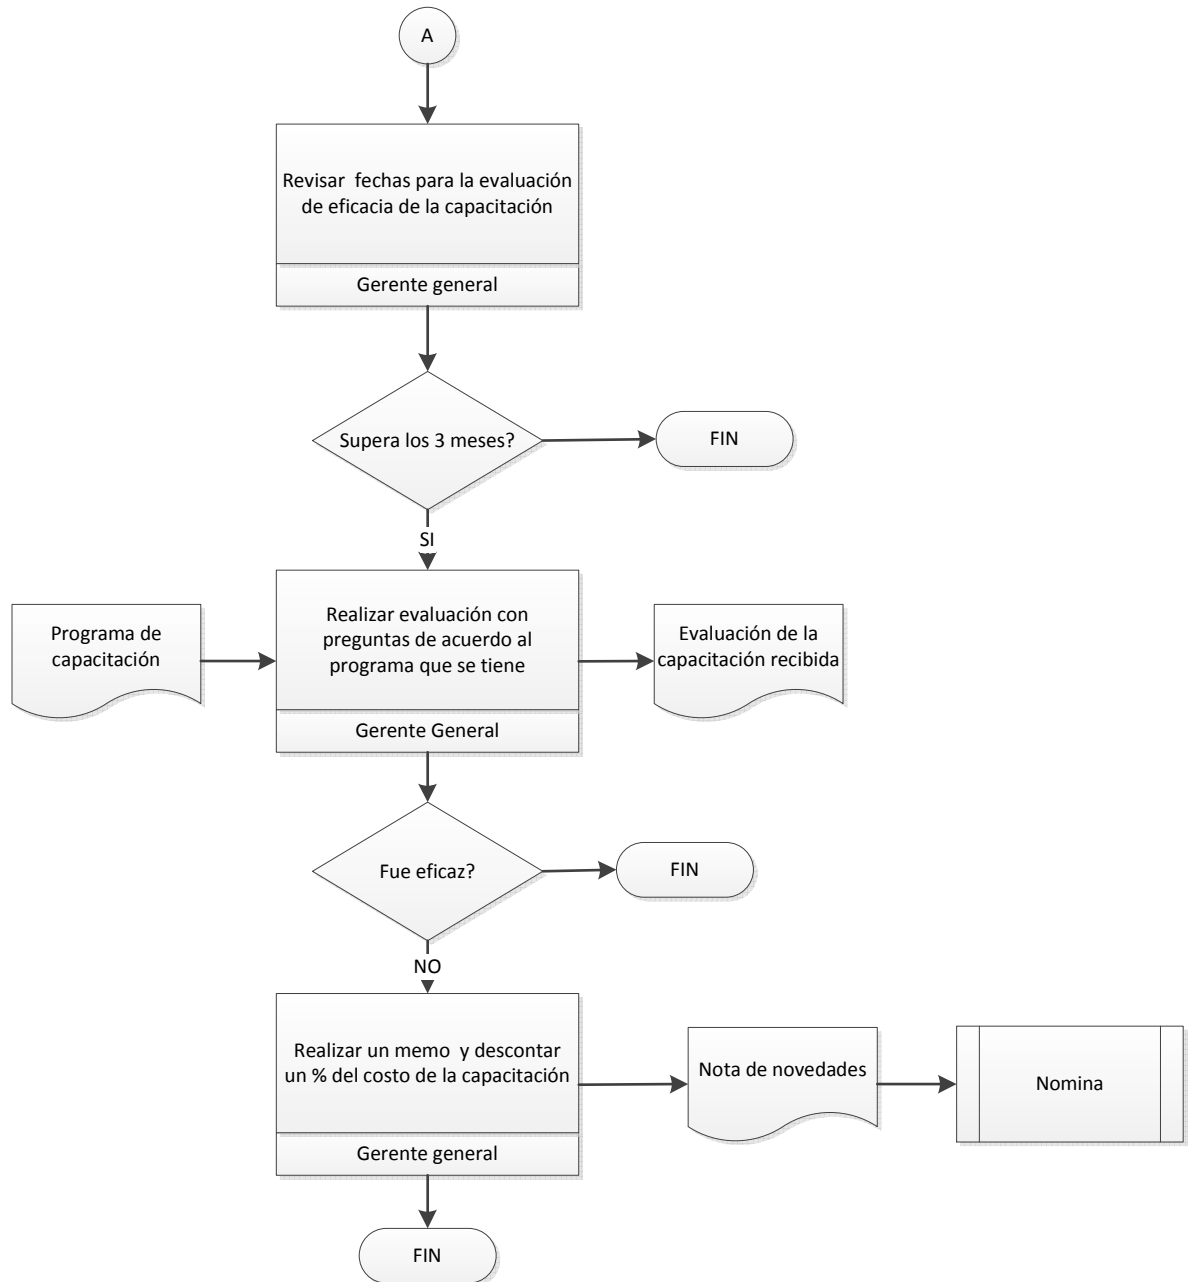 A
Revisar fechas para la evaluación
de eficacia de la capacitación
Gerente general
Supera los 3 meses?
FIN
SI
Programa de
capacitación
Realizar evaluación con
preguntas de acuerdo al
programa que se tiene
Gerente General
Evaluación de la
capacitación recibida
Fue eficaz?
FIN
NO
Realizar un memo y descontar
un % del costo de la capacitación
Gerente general
Nota de novedades
Nomina
FIN